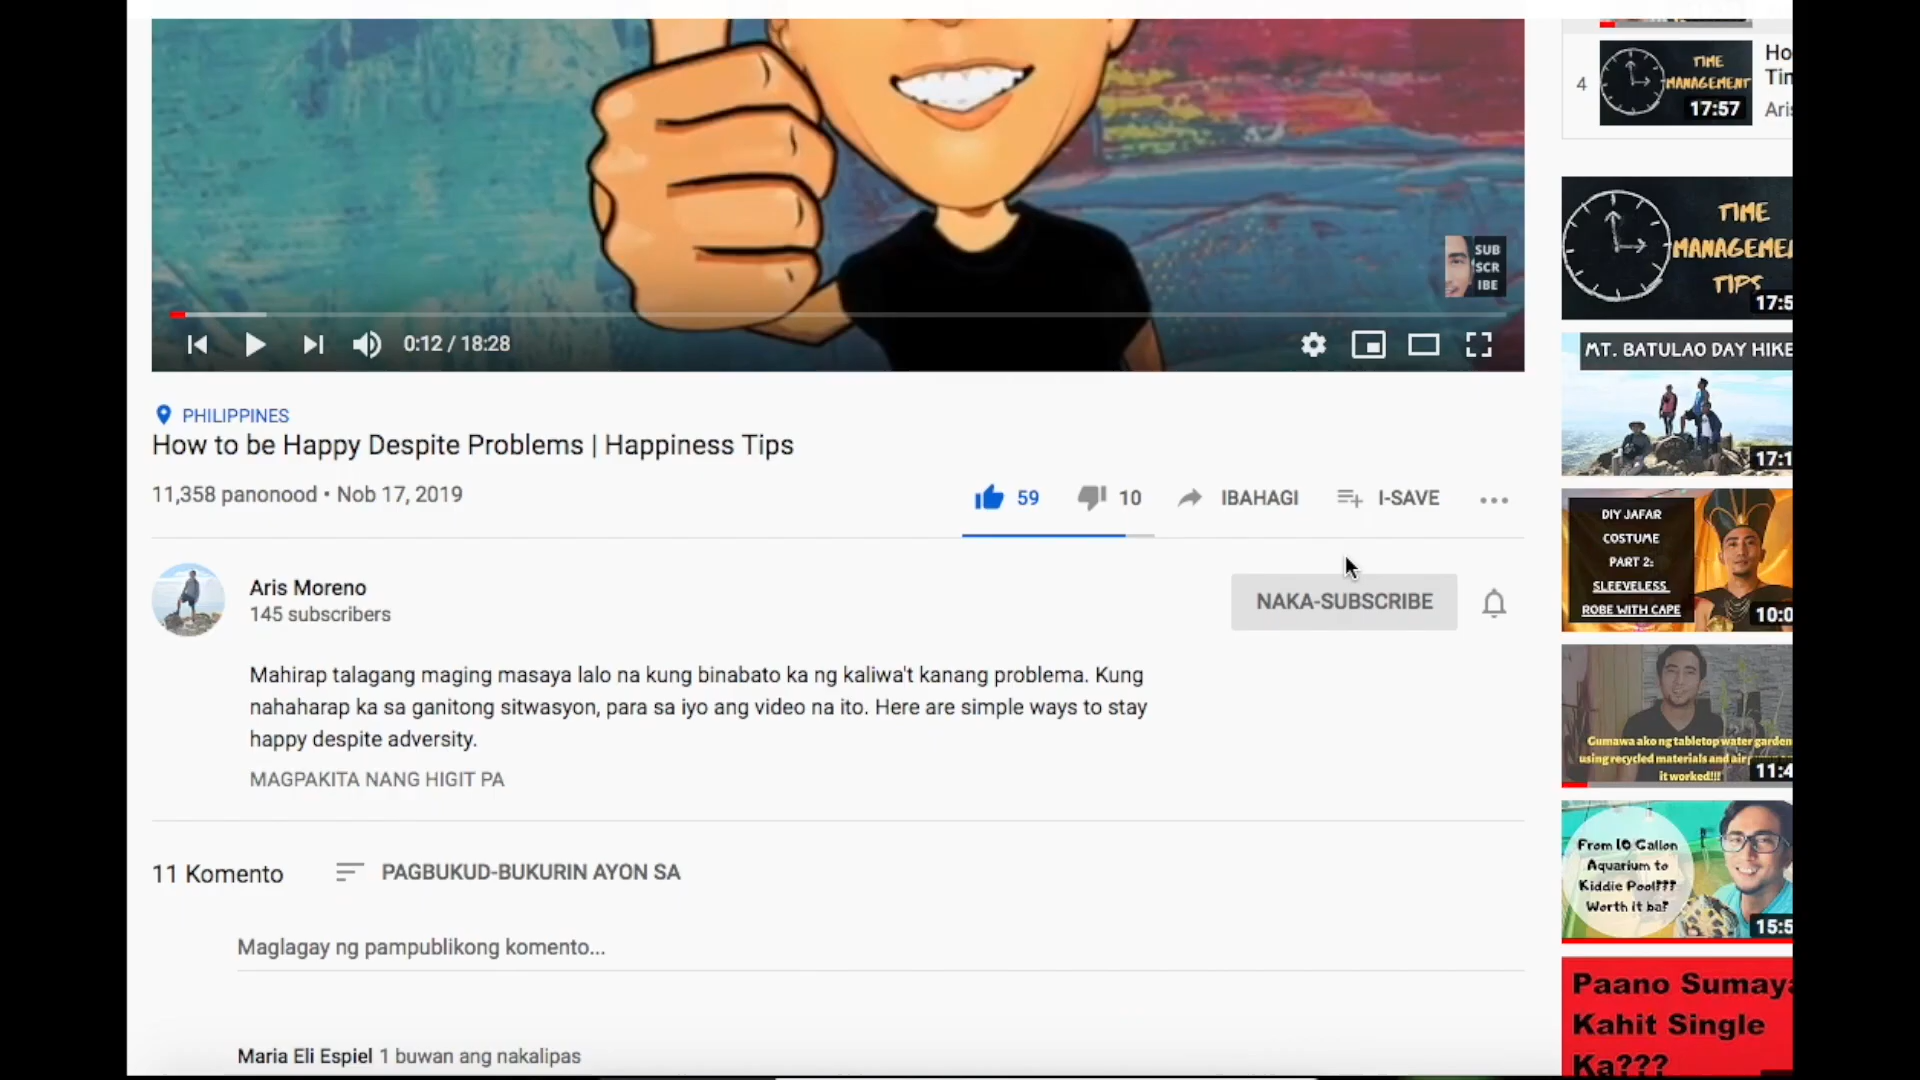 SUB
SCR
IBE
0:12 / 18:28
PHILIPPINES
How to be Happy Despite Problems | Happiness Tips
11,358 panonood • Nob 17, 2019
59
10
IBAHAGI
I-SAVE
Aris Moreno
145 subscribers
NAKA-SUBSCRIBE
Mahirap talagang maging masaya lalo na kung binabato ka ng kaliwa't kanang problema. Kung
nahaharap ka sa ganitong sitwasyon, para sa iyo ang video na ito. Here are simple ways to stay
happy despite adversity.
MAGPAKITA NANG HIGIT PA
11 Komento
PAGBUKUD-BUKURIN AYON SA
Maglagay ng pampublikong komento...
Maria Eli Espiel 1 buwan ang nakalipas
4
TIME
MANAGEMENT
17:57
Ho
Tim
Aris
TIME
MANAGEMEN
TIPS
17:5
MT. BATULAO DAY HIKE
17:1
DIY JAFAR
COSTUME
PART 2:
SLEEVELESS
ROBE WITH CAPE
10:0
Gumawa ako ng tabletop water garden
using recycled materials and air
it worked!!!
11:4
From 10 Gallon
Aquarium to
Kiddie Pool???
Worth it ba?
15:5
Paano Sumaya
Kahit Single
Ka???